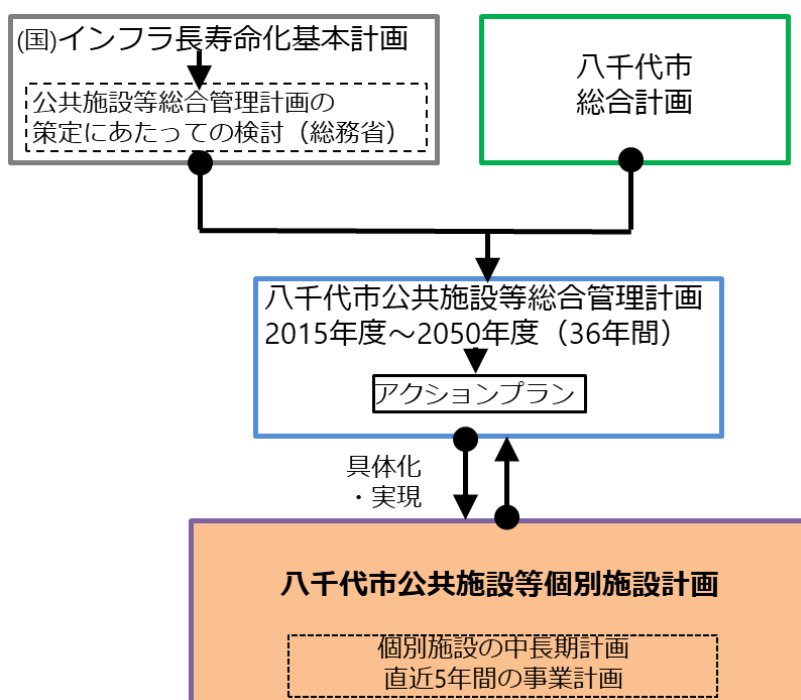 (国)インフラ長寿命化基本計画
公共施設等総合管理計画の
策定にあたっての検討（総務省）
八千代市
総合計画
八千代市公共施設等総合管理計画
2015年度～2050年度（36年間）
アクションプラン
具体化
・実現
八千代市公共施設等個別施設計画
個別施設の中長期計画
直近5年間の事業計画